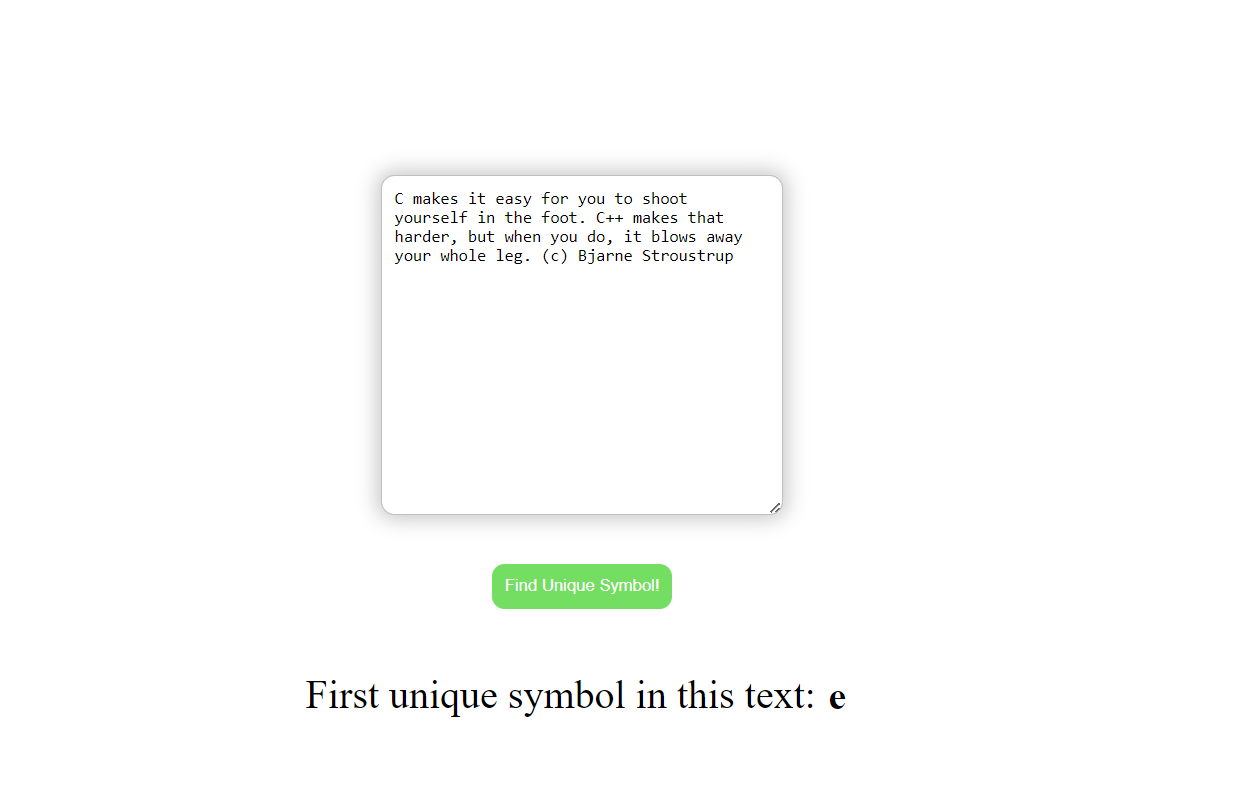 C makes it easy for you to shoot
yourself in the foot. C++ makes that
harder, but when you do, it blows away
your whole leg. (c) Bjarne Stroustrup
Find Unique Symbol!
First unique symbol in this text: e